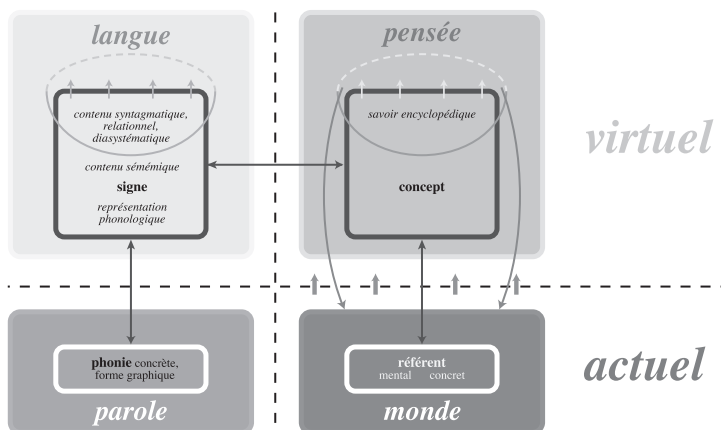 langue
contenu syntagmatique,
relationnel,
diasystématique
contenu sémémique
signe
représentation
phonologique
pensée
savoir encyclopédique
concept
virtuel
phonie concrète,
forme graphique
parole
référent
mental concret
monde
actuel